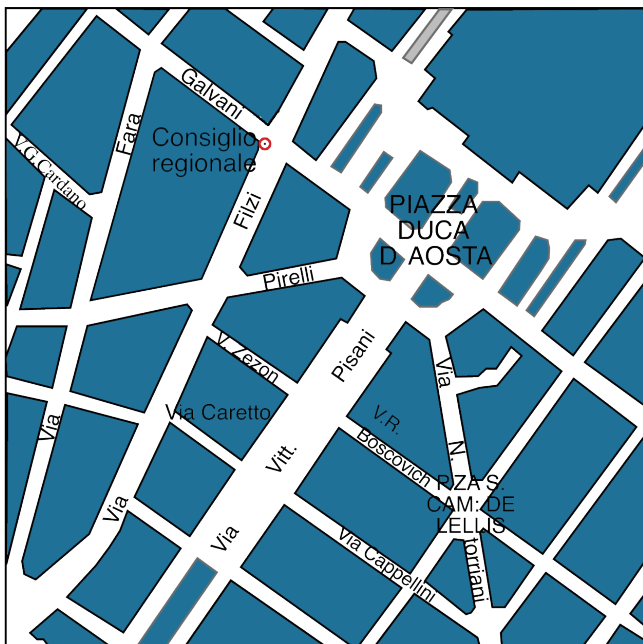 Galvani
Fara
Consiglio
regionale
V.G.Cardano
Filzi
PIAZZA
DUCA
D AOSTA
Pirelli
Pisani
V. Zezon
Via
Via Caretto
V.R.
Boscovich
Via
Vitt.
N.
P.ZA S.
CAM: DE
LELLIS
Via
Via
Via Cappellini
torriani